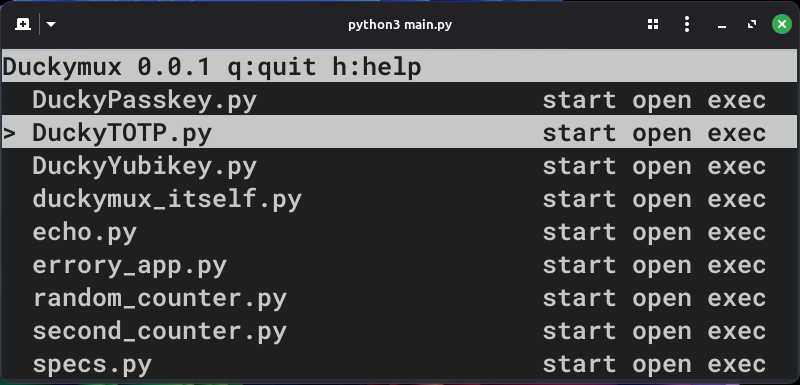 python3 main.py
Duckymux 0.0.1 q:quit h:help
DuckyPasskey.py start open exec
> DuckyTOTP.py start open exec
DuckyYubikey.py start open exec
duckymux_itself.py start open exec
echo.py start open exec
errory_app.py start open exec
random_counter.py start open exec
second_counter.py start open exec
specs.py start open exec